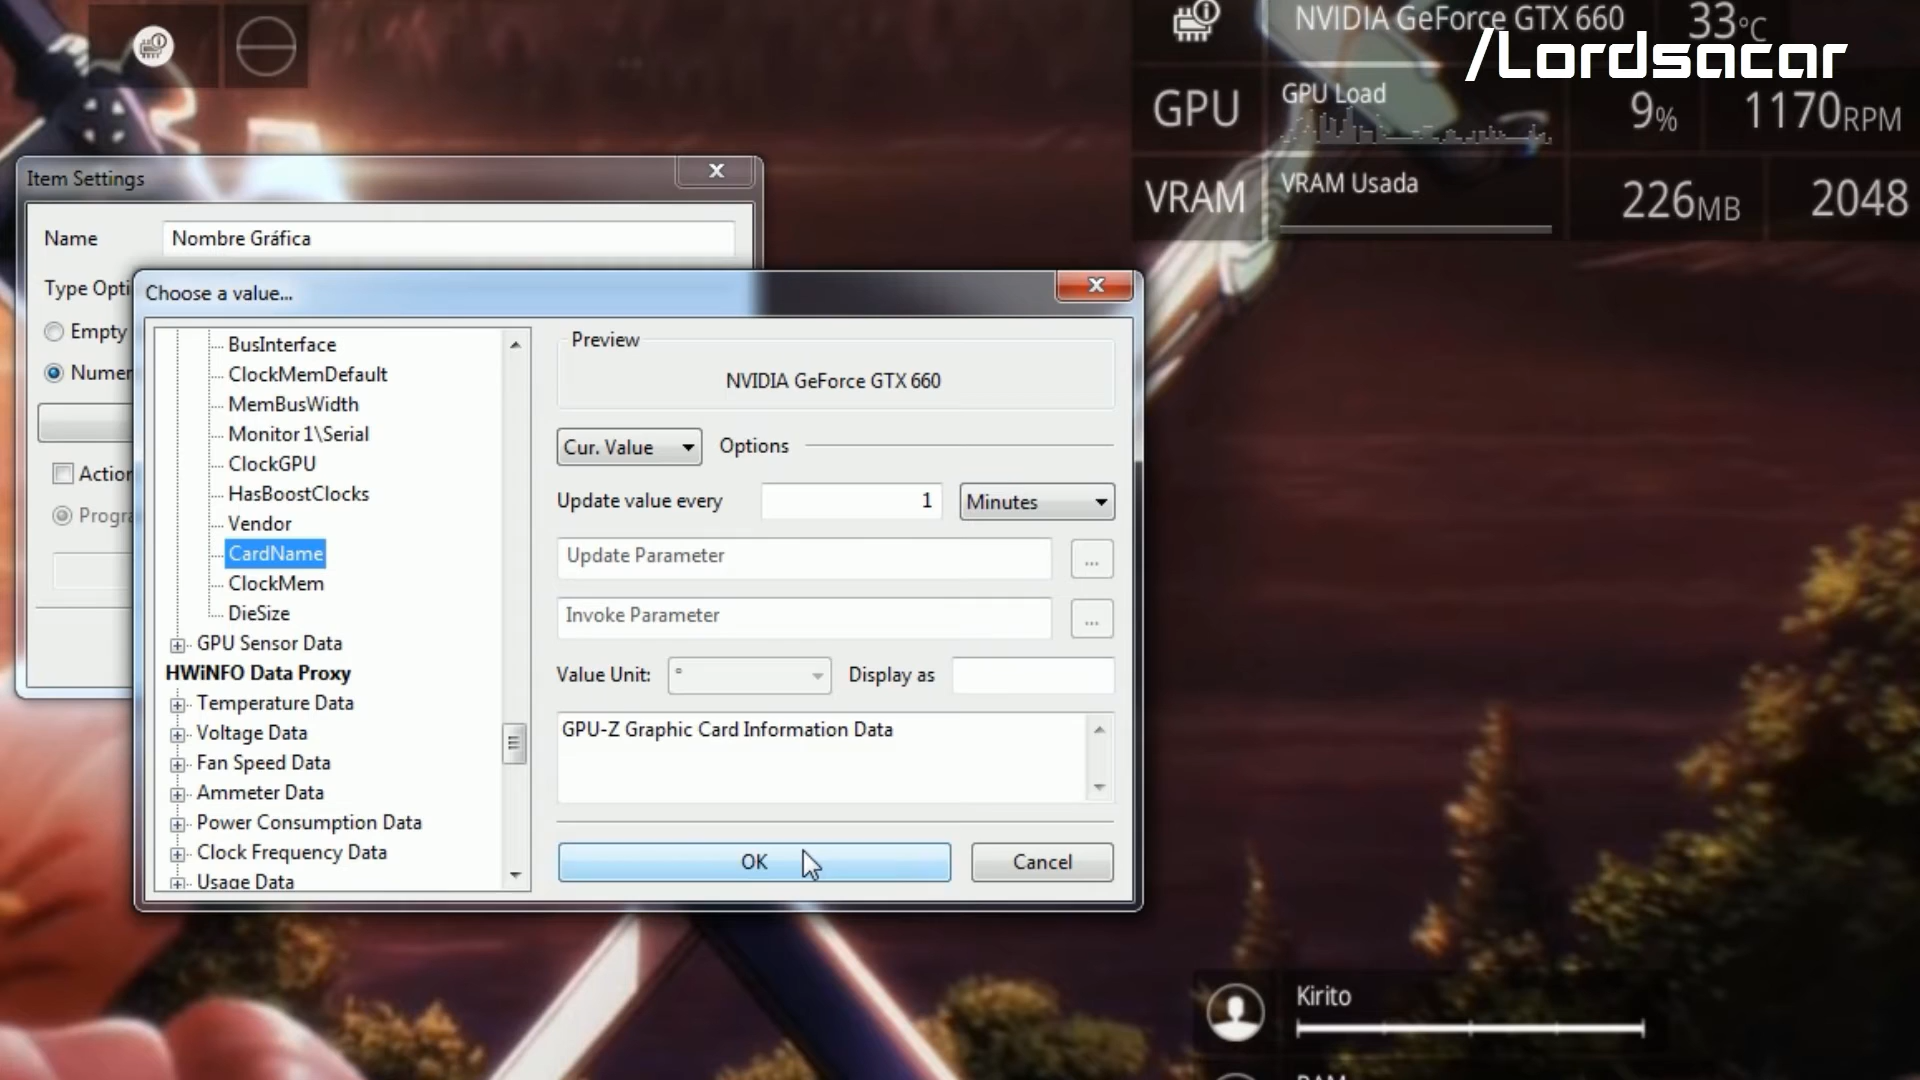 NVIDIA GeForce GTX 660
33°C
/Lordsacar
GPU
GPU Load
9%
1170RPM
VRAM
VRAM Usada
226MB
2048
Item Settings
Name
Nombre Gráfica
Type Opti
Empty
Numer
Action
Progra
Choose a value...
BusInterface
ClockMemDefault
MemBusWidth
Monitor 1\Serial
ClockGPU
HasBoostClocks
Vendor
CardName
ClockMem
DieSize
GPU Sensor Data
HWiNFO Data Proxy
Temperature Data
Voltage Data
Fan Speed Data
Ammeter Data
Power Consumption Data
Clock Frequency Data
Usage Data
Preview
NVIDIA GeForce GTX 660
Cur. Value
Options
Update value every
1
Minutes
Update Parameter
...
Invoke Parameter
...
Value Unit:
°
Display as
GPU-Z Graphic Card Information Data
OK
Cancel
Kirito
RAM